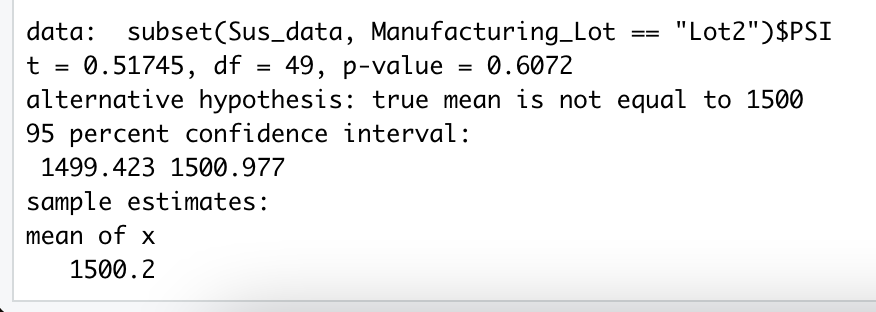 data:  subset(Sus_data, Manufacturing_Lot == "Lot2")$PSI
t = 0.51745, df = 49, p-value = 0.6072
alternative hypothesis: true mean is not equal to 1500
95 percent confidence interval:
 1499.423 1500.977
sample estimates:
mean of x
   1500.2